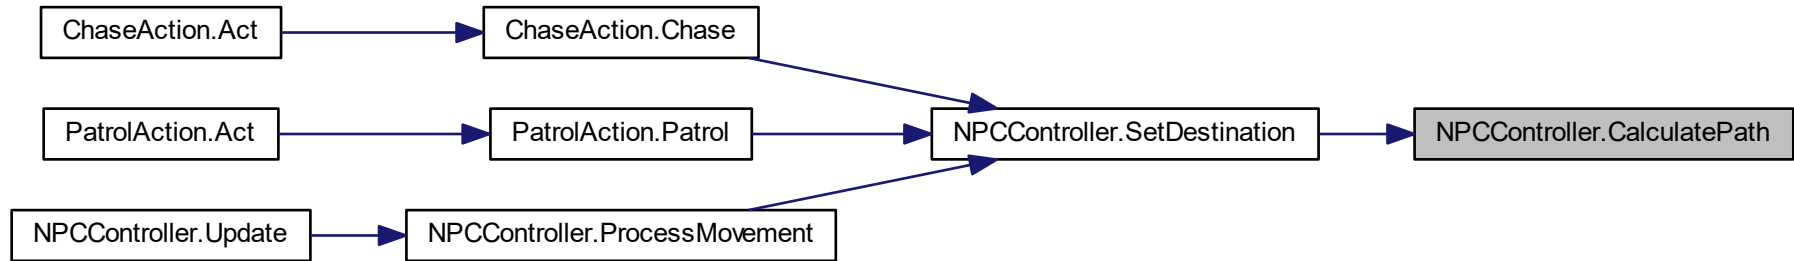 ChaseAction.Act
ChaseAction.Chase
PatrolAction.Act
PatrolAction.Patrol
NPCController.SetDestination
NPCController.CalculatePath
NPCController.Update
NPCController.ProcessMovement